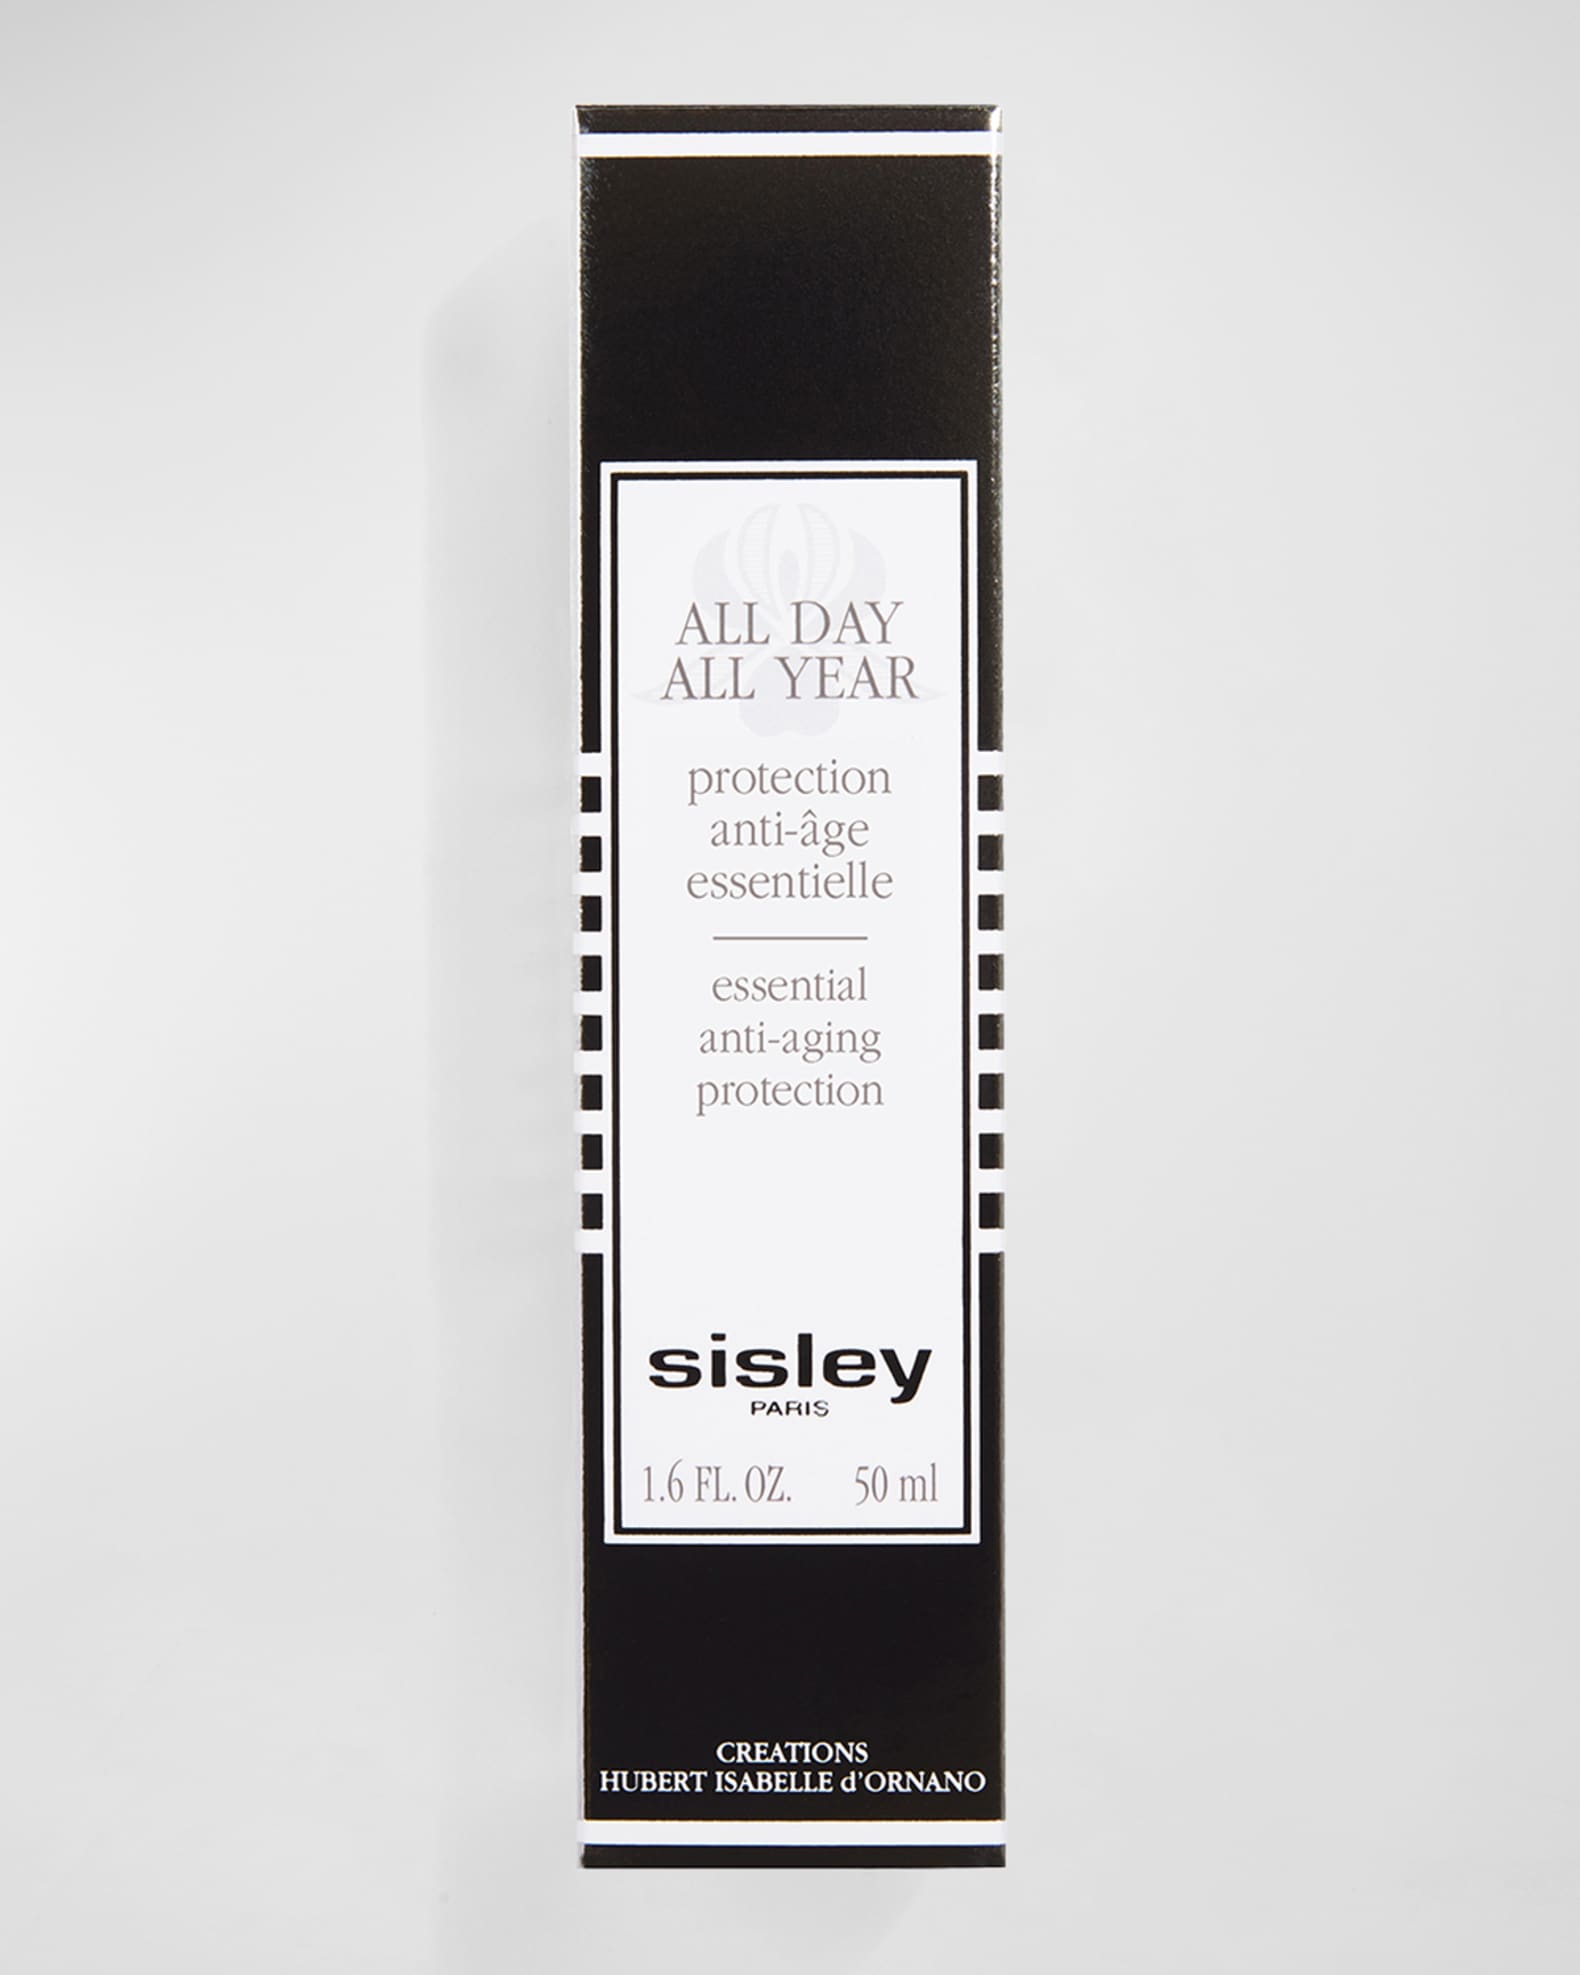 ALL DAY
ALL YEAR
protection
anti-âge
essentielle
essential
anti-aging
protection
sisley
PARIS
1.6 FL. OZ. 50 ml
CREATIONS
HUBERT ISABELLE d'ORNANO